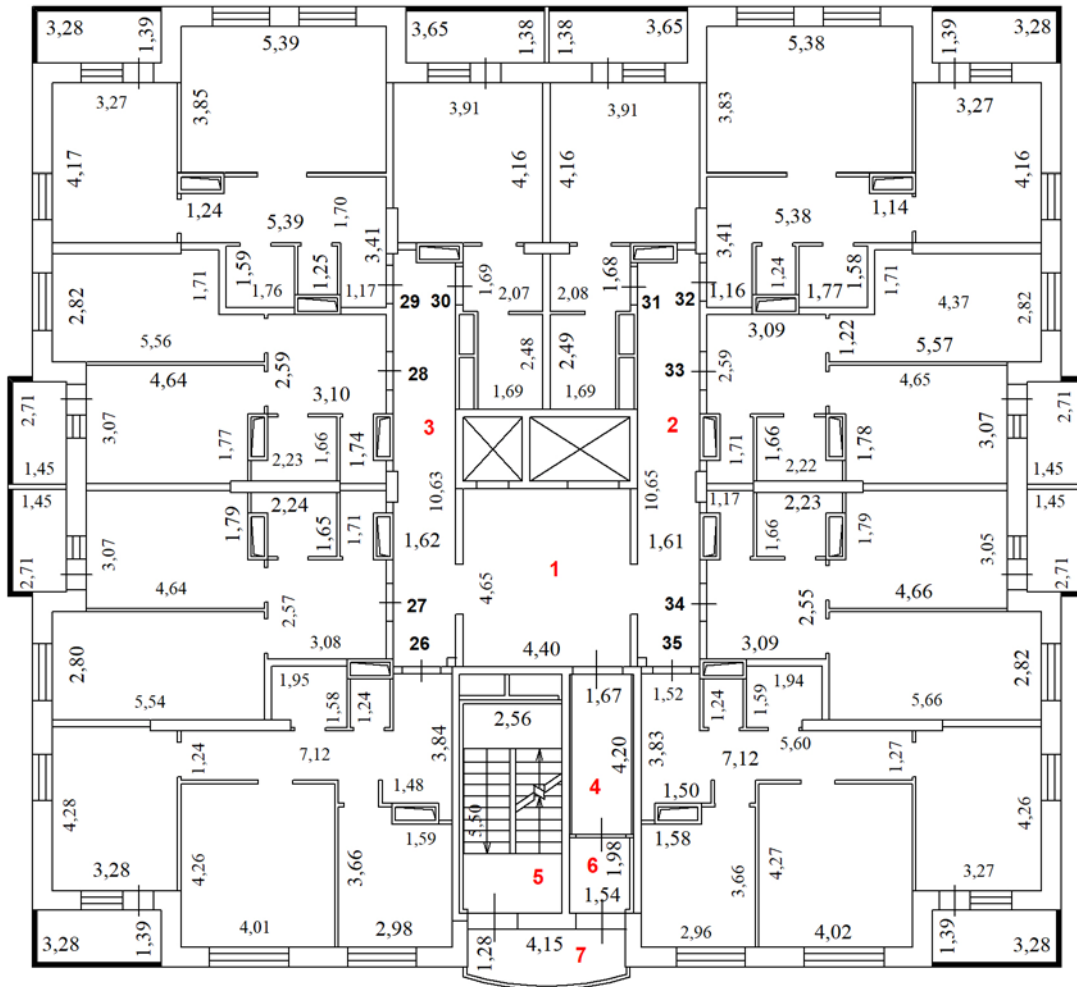 3,28 1,39 5,39 3,65 1,38 1,38 3,65 5,38 1,39 3,28
3,27 3,85 3,91 3,91 3,83 3,27
4,17 4,16 4,16 4,16
1,24 5,39 1,70 3,41 3,41 5,38 1,14
1,59 1,76 1,25 1,17 29 30 1,69 2,07 2,08 1,68 31 32 1,16 1,24 1,77 1,58
2,82 1,71 1,71 4,37 2,82
5,56 2,59 2,48 2,49 3,09 1,22 5,57
4,64 3,10 28 1,69 1,69 33 2,59 4,65
2,71 3,07 3,07 2,71
1,77 2,23 1,66 1,74 3 2 1,71 1,66 2,22 1,78
1,45 1,45
1,45 2,24 10,63 10,65 1,17 2,23 1,45
3,07 1,79 1,65 1,71 1,62 1,61 1,66 1,79 3,05
2,71 4,64 4,65 1 4,66 2,71
2,57 27 34 2,55
2,80 3,08 26 4,40 35 3,09 2,82
5,54 1,95 1,58 1,24 1,67 1,52 1,24 1,59 1,94 5,66
2,56
1,24 7,12 3,84 4,20 3,83 7,12 5,60 1,27
4,28 1,48 4 1,50 4,26
5,50 1,59 1,58
3,28 4,26 3,66 6 1,98 3,66 4,27 3,27
5 1,54
3,28 1,39 4,01 2,98 1,28 4,15 7 2,96 4,02 1,39 3,28